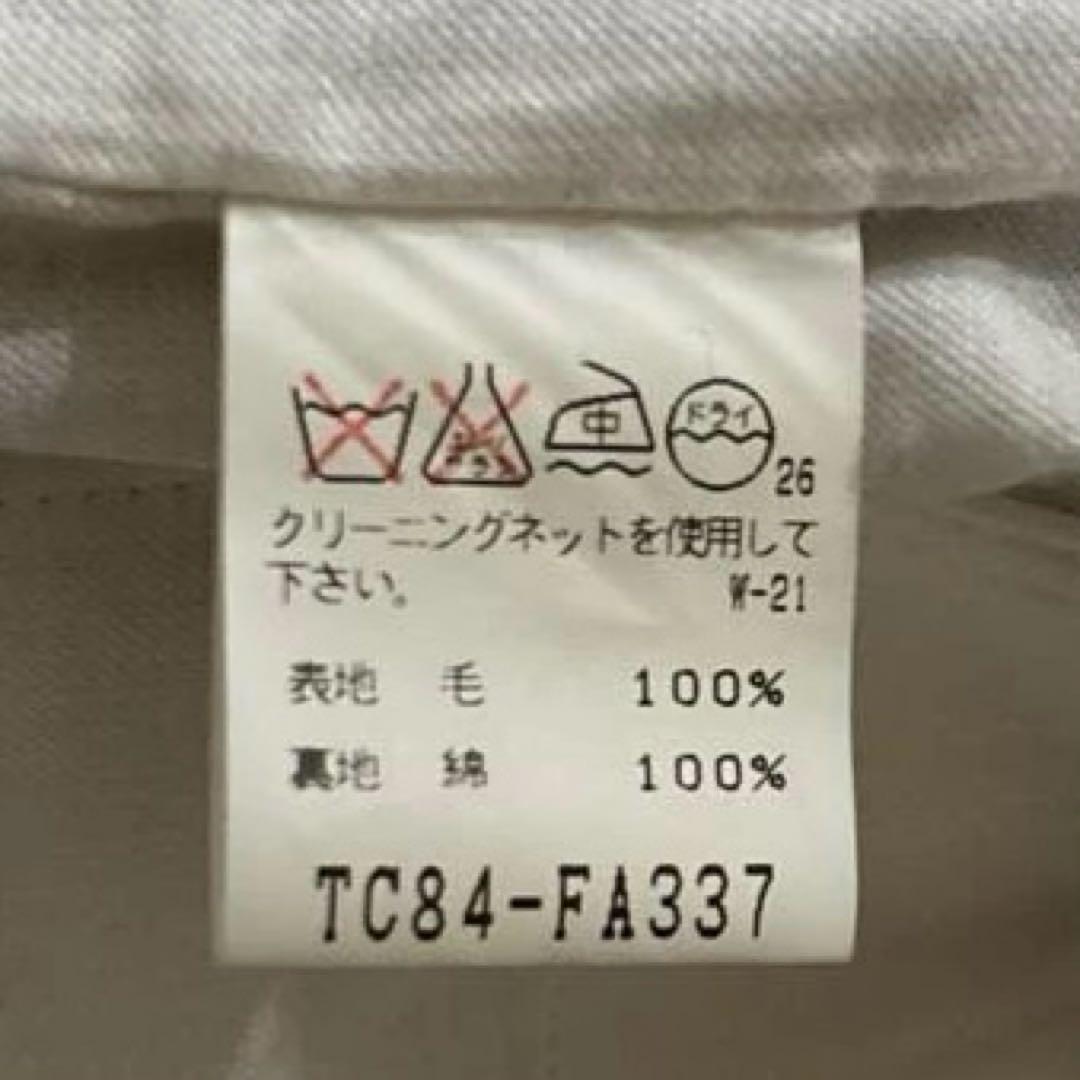 中 ドライ 26
クリーニングネットを使用して
下さい。 W-21
表地 毛 100%
裏地 綿 100%
TC84-FA337